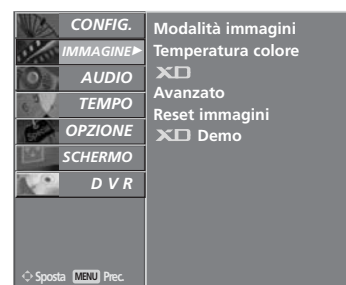 CONFIG.
IMMAGINE►
AUDIO
TEMPO
OPZIONE
SCHERMO
D V R
Modalità immagini
Temperatura colore
XD
Avanzato
Reset immagini
XD Demo
Sposta MENU Prec.